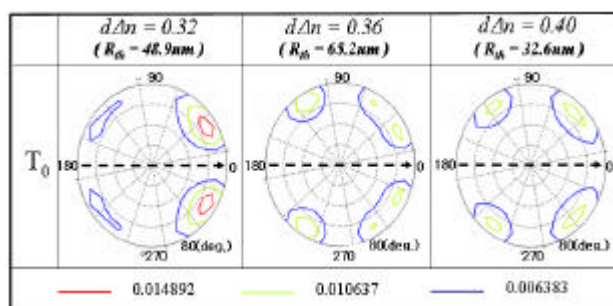 dΔn = 0.32
dΔn = 0.36
dΔn = 0.40
( Rth = 48.9nm)
( Rth = 65.2nm)
( Rth = 32.6nm)
T0
90
180
0
270
80(deg.)
90
180
0
270
80(deg.)
90
180
0
270
80(deg.)
0.014892
0.010637
0.006383